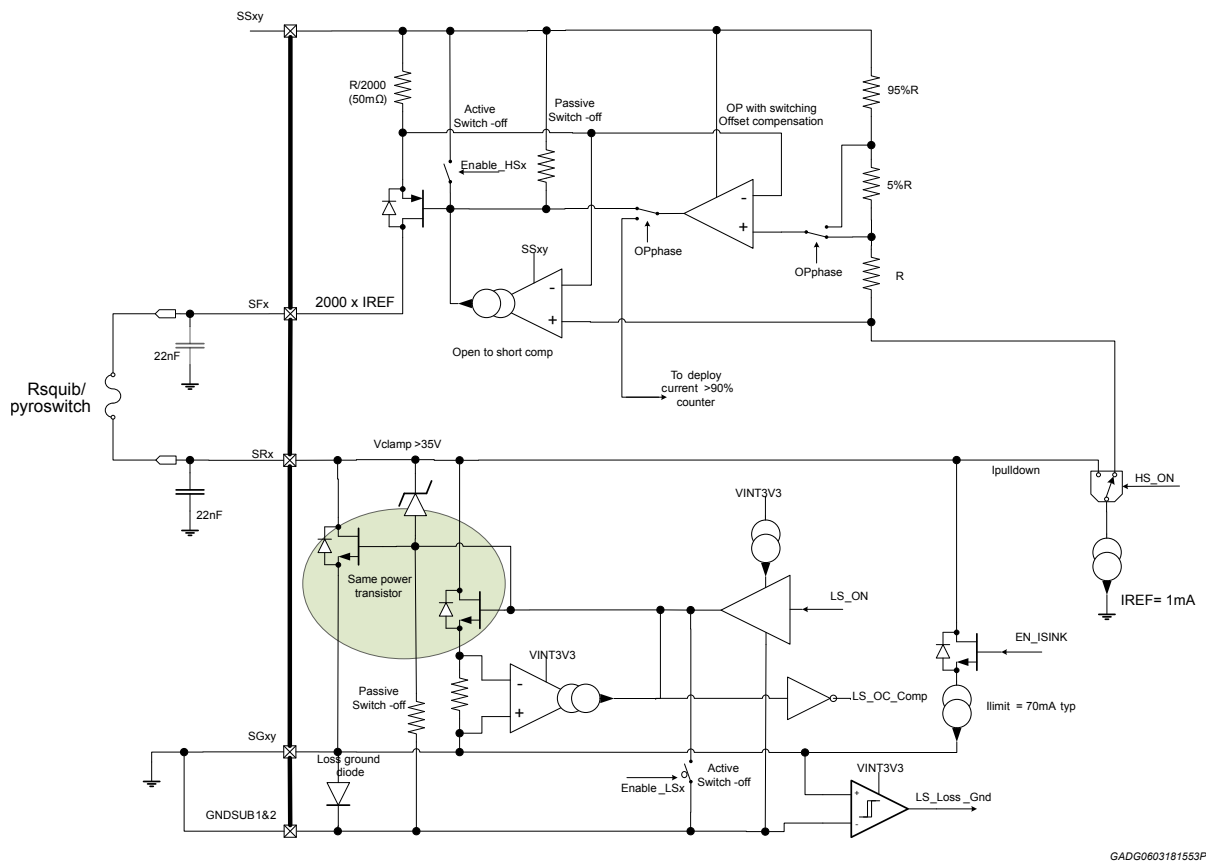 SSxy
R/2000
(50mΩ)
Active
Switch -off
Passive
Switch -off
OP with switching
Offset compensation
95%R
Enable_HSx
5%R
-
+
OPphase
OPphase
R
SSxy
-
+
SFx
2000 x IREF
22nF
Open to short comp
Rsquib/
pyroswitch
To deploy
current >90%
counter
SRx
Vclamp >35V
Ipulldown
HS_ON
22nF
VINT3V3
Same power
transistor
LS_ON
IREF= 1mA
EN_ISINK
VINT3V3
-
+
Passive
Switch -off
LS_OC_Comp
Ilimit = 70mA typ
SGxy
Loss ground
diode
Active
Switch -off
Enable_LSx
VINT3V3
+
-
LS_Loss_Gnd
GNDSUB1&2
GADG0603181553PS